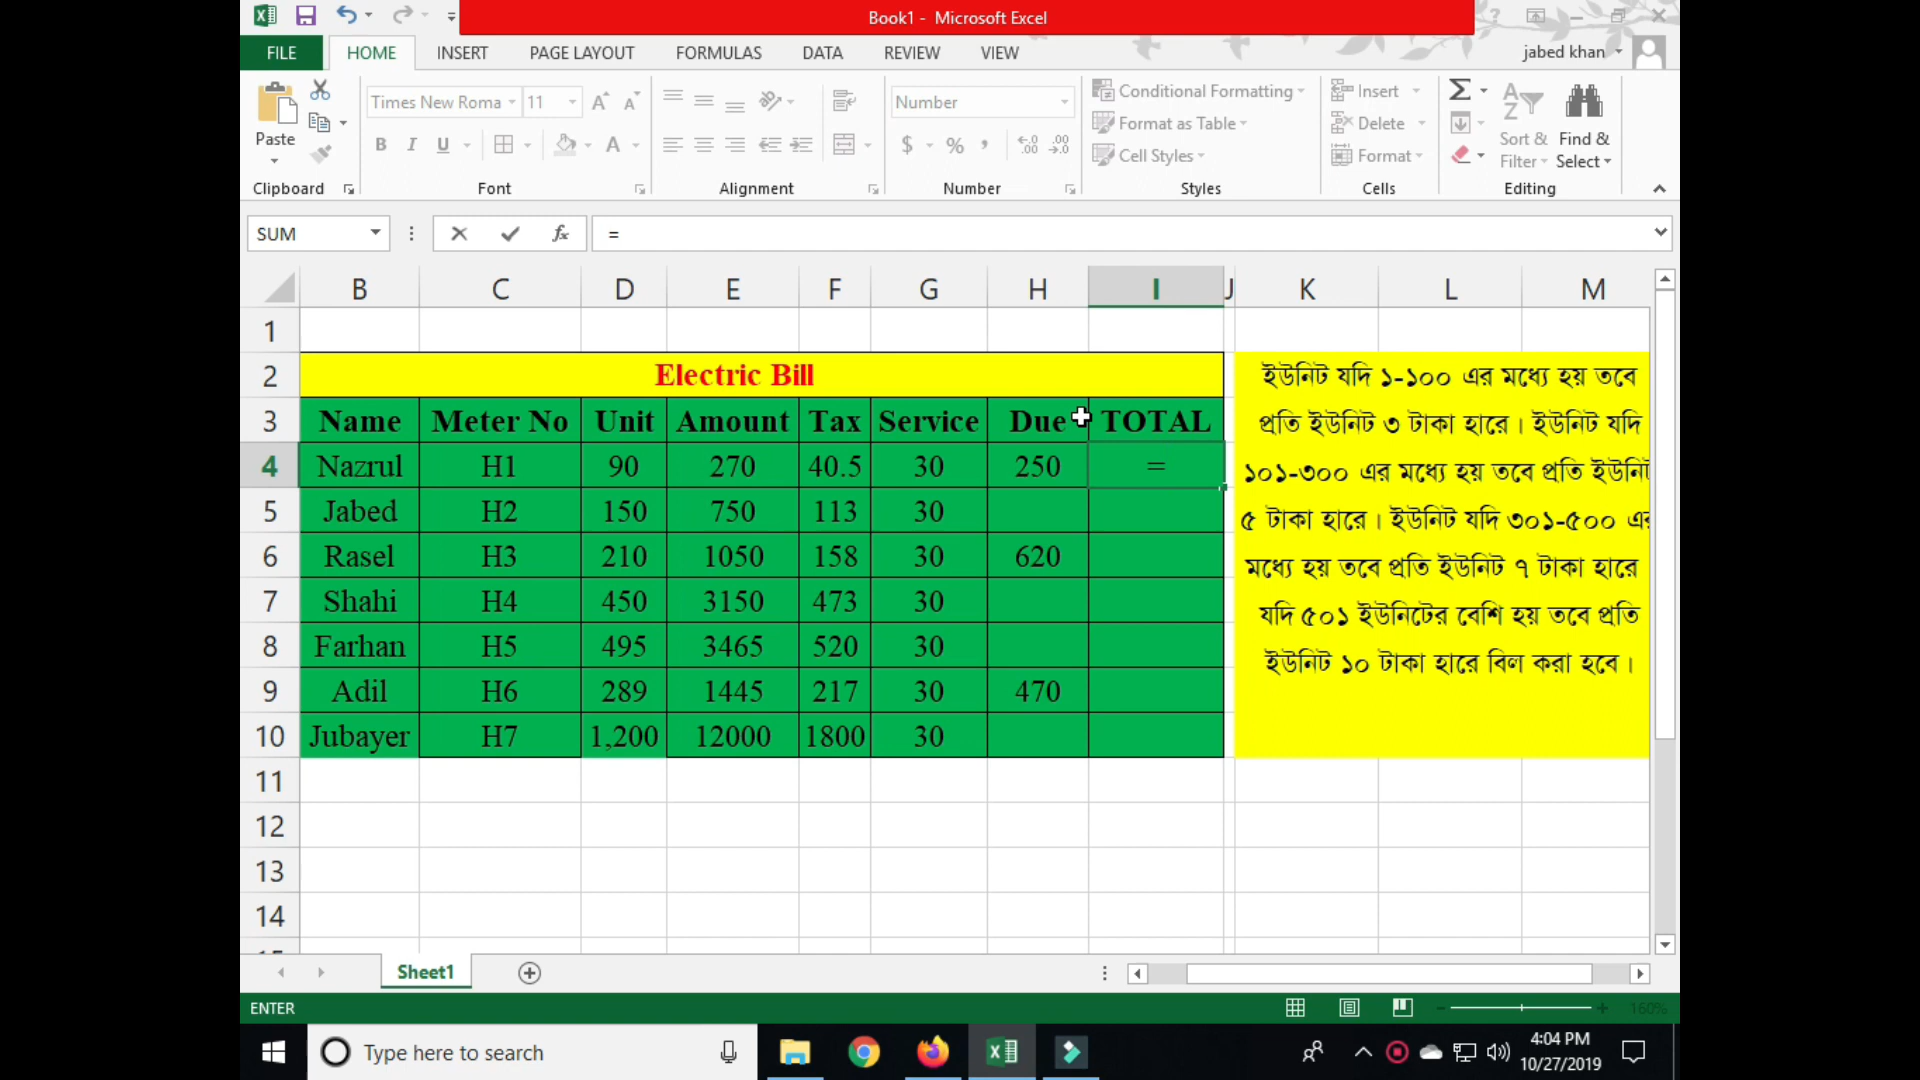 Book1 - Microsoft Excel
FILE HOME INSERT PAGE LAYOUT FORMULAS DATA REVIEW VIEW jabed khan
Paste
Clipboard
Times New Roma 11
B I U A
Font
Alignment
Number
$ % ,
Number
Conditional Formatting
Format as Table
Cell Styles
Styles
Insert
Delete
Format
Cells
Sort & Filter
Find & Select
Editing
SUM fx =
B C D E F G H I J K L M
1
2 Electric Bill
3 Name Meter No Unit Amount Tax Service Due TOTAL
4 Nazrul H1 90 270 40.5 30 250 =
5 Jabed H2 150 750 113 30
6 Rasel H3 210 1050 158 30 620
7 Shahi H4 450 3150 473 30
8 Farhan H5 495 3465 520 30
9 Adil H6 289 1445 217 30 470
10 Jubayer H7 1,200 12000 1800 30
11
12
13
14
ইউনিট যদি ১-১০০ এর মধ্যে হয় তবে
প্রতি ইউনিট ৩ টাকা হারে। ইউনিট যদি
১০১-৩০০ এর মধ্যে হয় তবে প্রতি ইউনিট
৫ টাকা হারে। ইউনিট যদি ৩০১-৫০০ এর
মধ্যে হয় তবে প্রতি ইউনিট ৭ টাকা হারে
যদি ৫০১ ইউনিটের বেশি হয় তবে প্রতি
ইউনিট ১০ টাকা হারে বিল করা হবে।
Sheet1
ENTER 160%
Type here to search
4:04 PM
10/27/2019